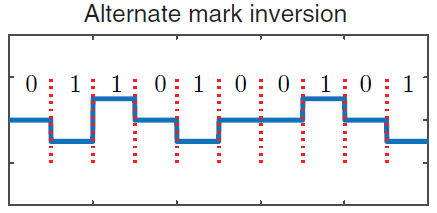 Alternate mark inversion
0 1 1 0 1 0 0 1 0 1